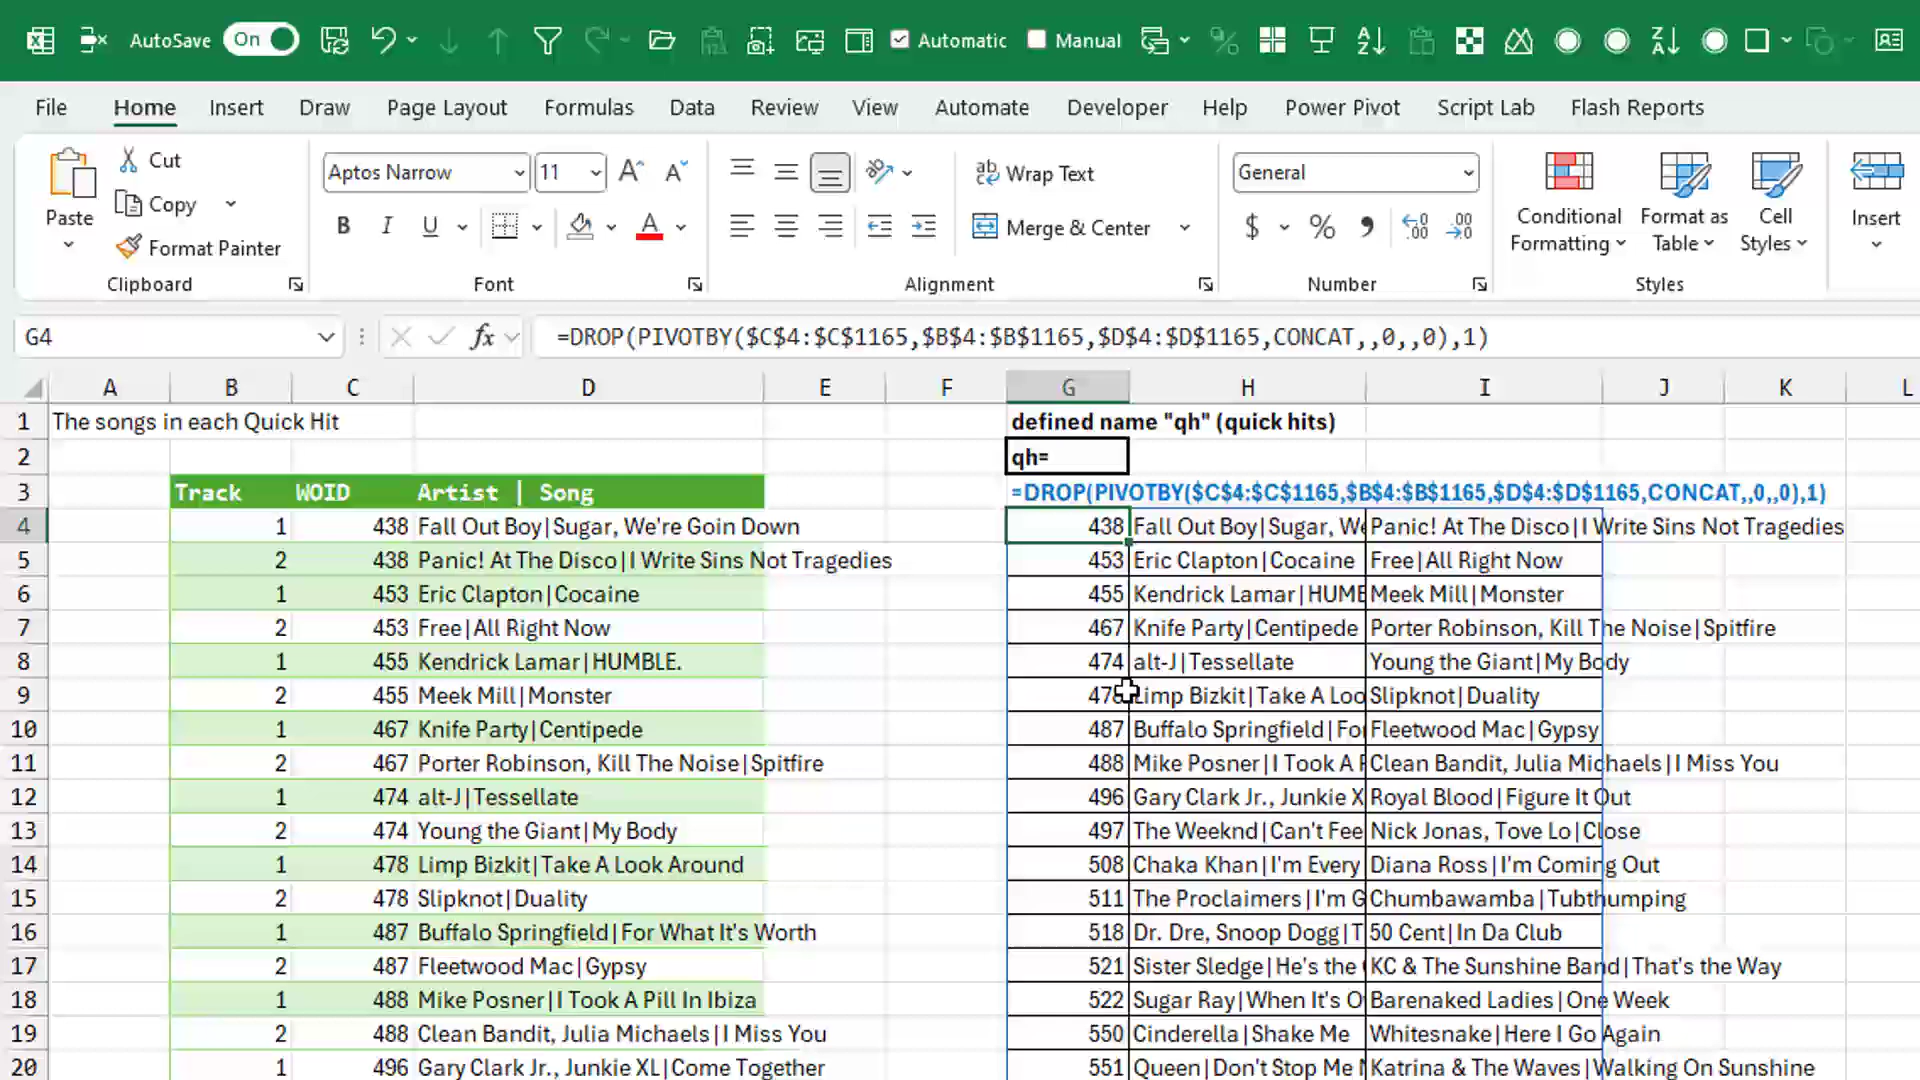 AutoSave On Automatic Manual
File Home Insert Draw Page Layout Formulas Data Review View Automate Developer Help Power Pivot Script Lab Flash Reports
Paste Cut Copy Format Painter
Clipboard
Aptos Narrow 11
B I U A
Font
Wrap Text
Merge & Center
Alignment
General
$ % 9
Number
Conditional Formatting
Format as Table
Cell Styles
Styles
Insert
G4 fx =DROP(PIVOTBY($C$4:$C$1165,$B$4:$B$1165,$D$4:$D$1165,CONCAT,,0,,0),1)
A B C D E F G H I J K L
1 The songs in each Quick Hit defined name "qh" (quick hits)
2 qh=
3 Track WOID Artist | Song =DROP(PIVOTBY($C$4:$C$1165,$B$4:$B$1165,$D$4:$D$1165,CONCAT,,0,,0),1)
4 1 438 Fall Out Boy|Sugar, We're Goin Down 438 Fall Out Boy|Sugar, We Panic! At The Disco|I Write Sins Not Tragedies
5 2 438 Panic! At The Disco|I Write Sins Not Tragedies 453 Eric Clapton|Cocaine Free|All Right Now
6 1 453 Eric Clapton|Cocaine 455 Kendrick Lamar|HUME Meek Mill|Monster
7 2 453 Free|All Right Now 467 Knife Party|Centipede Porter Robinson, Kill The Noise|Spitfire
8 1 455 Kendrick Lamar|HUMBLE. 474 alt-J|Tessellate Young the Giant|My Body
9 2 455 Meek Mill|Monster 478 Limp Bizkit|Take A Loo Slipknot|Duality
10 1 467 Knife Party|Centipede 487 Buffalo Springfield|For Fleetwood Mac|Gypsy
11 2 467 Porter Robinson, Kill The Noise|Spitfire 488 Mike Posner|I Took A P Clean Bandit, Julia Michaels|I Miss You
12 1 474 alt-J|Tessellate 496 Gary Clark Jr., Junkie X Royal Blood|Figure It Out
13 2 474 Young the Giant|My Body 497 The Weeknd|Can't Fee Nick Jonas, Tove Lo|Close
14 1 478 Limp Bizkit|Take A Look Around 508 Chaka Khan|I'm Every Diana Ross|I'm Coming Out
15 2 478 Slipknot|Duality 511 The Proclaimers|I'm G Chumbawamba|Tubthumping
16 1 487 Buffalo Springfield|For What It's Worth 518 Dr. Dre, Snoop Dogg|T 50 Cent|In Da Club
17 2 487 Fleetwood Mac|Gypsy 521 Sister Sledge|He's the KC & The Sunshine Band|That's the Way
18 1 488 Mike Posner|I Took A Pill In Ibiza 522 Sugar Ray|When It's O Barenaked Ladies|One Week
19 2 488 Clean Bandit, Julia Michaels|I Miss You 550 Cinderella|Shake Me Whitesnake|Here I Go Again
20 1 496 Gary Clark Jr., Junkie XL|Come Together 551 Queen|Don't Stop Me Katrina & The Waves|Walking On Sunshine